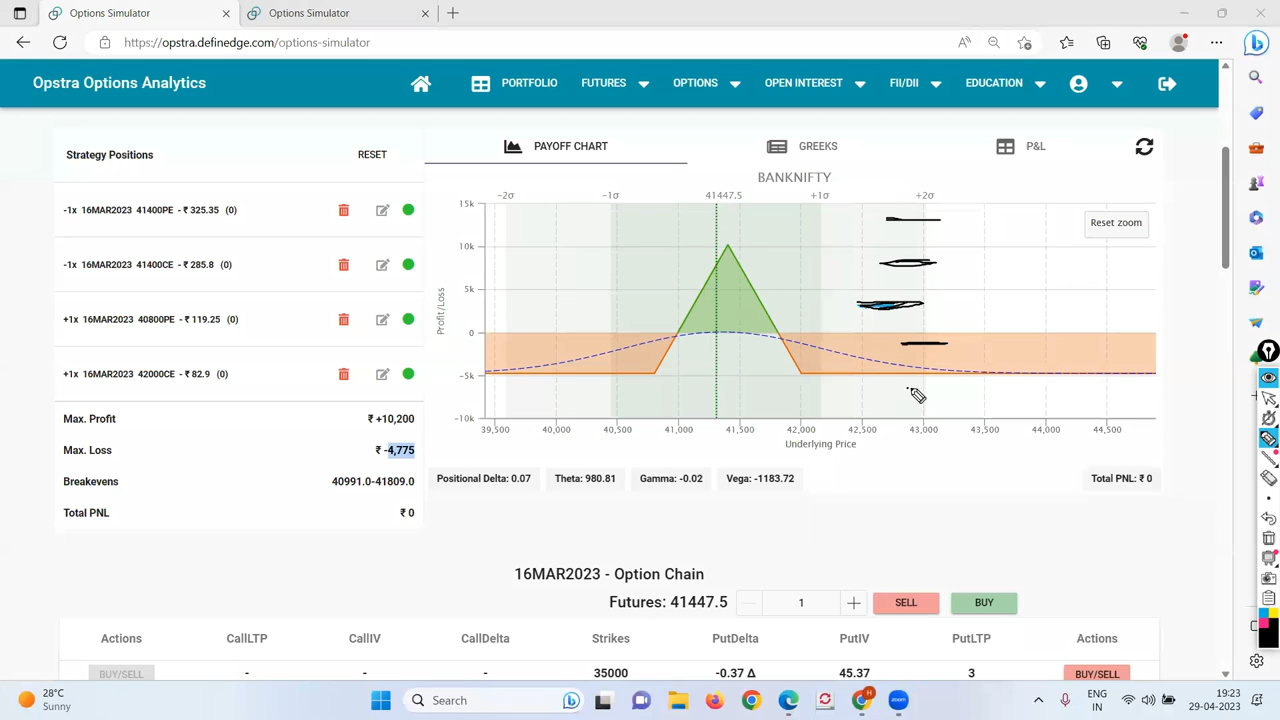 Options Simulator
Options Simulator
https://opstra.definedge.com/options-simulator
Opstra Options Analytics
PORTFOLIO
FUTURES
OPTIONS
OPEN INTEREST
FII/DII
EDUCATION
Strategy Positions
RESET
-1x 16MAR2023 41400PE - ₹ 325.35 (0)
-1x 16MAR2023 41400CE - ₹ 285.8 (0)
+1x 16MAR2023 40800PE - ₹ 119.25 (0)
+1x 16MAR2023 42000CE - ₹ 82.9 (0)
Max. Profit ₹ +10,200
Max. Loss ₹ -4,775
Breakevens 40991.0-41809.0
Total PNL ₹ 0
PAYOFF CHART
GREEKS
P&L
BANKNIFTY
-2σ -1σ 41447.5 +1σ +2σ
Reset zoom
15k
10k
5k
0
-5k
-10k
Profit/Loss
39,500 40,000 40,500 41,000 41,500 42,000 42,500 43,000 43,500 44,000 44,500
Underlying Price
Positional Delta: 0.07
Theta: 980.81
Gamma: -0.02
Vega: -1183.72
Total PNL: ₹ 0
16MAR2023 - Option Chain
Futures: 41447.5
1
SELL
BUY
Actions CallLTP CallIV CallDelta Strikes PutDelta PutIV PutLTP Actions
BUY/SELL - - - 35000 -0.37 Δ 45.37 3 BUY/SELL
28°C
Sunny
Search
zoom
ENG
IN
19:23
29-04-2023